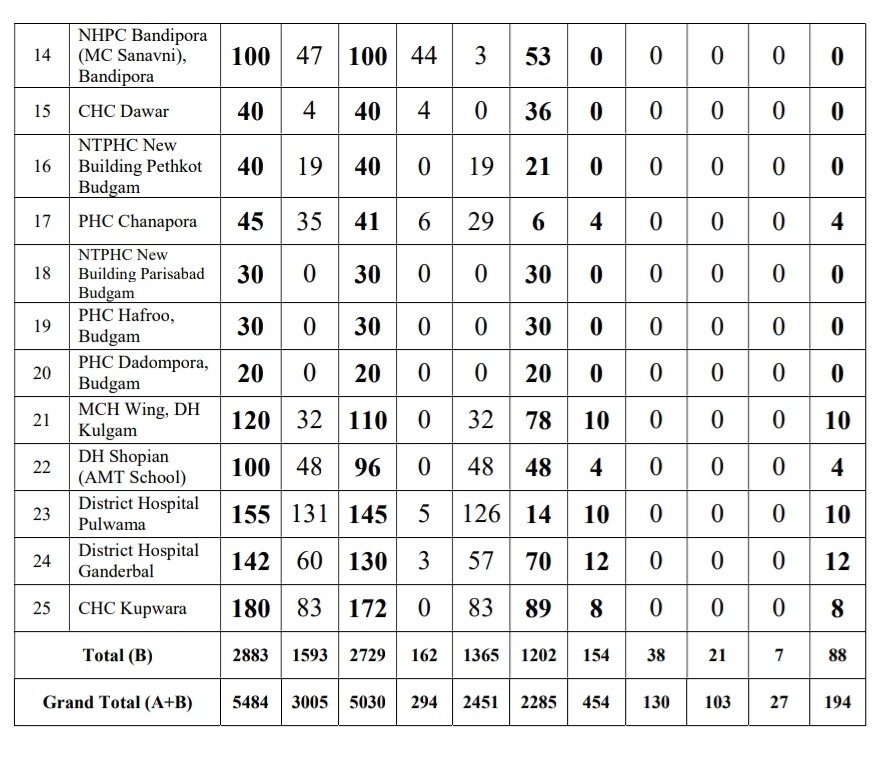 14 NHPC Bandipora (MC Sanavni), Bandipora 100 47 100 44 3 53 0 0 0 0 0
15 CHC Dawar 40 4 40 4 0 36 0 0 0 0 0
16 NTPHC New Building Pethkot Budgam 40 19 40 0 19 21 0 0 0 0 0
17 PHC Chanapora 45 35 41 6 29 6 4 0 0 0 4
18 NTPHC New Building Parisabad Budgam 30 0 30 0 0 30 0 0 0 0 0
19 PHC Hafroo, Budgam 30 0 30 0 0 30 0 0 0 0 0
20 PHC Dadompora, Budgam 20 0 20 0 0 20 0 0 0 0 0
21 MCH Wing, DH Kulgam 120 32 110 0 32 78 10 0 0 0 10
22 DH Shopian (AMT School) 100 48 96 0 48 48 4 0 0 0 4
23 District Hospital Pulwama 155 131 145 5 126 14 10 0 0 0 10
24 District Hospital Ganderbal 142 60 130 3 57 70 12 0 0 0 12
25 CHC Kupwara 180 83 172 0 83 89 8 0 0 0 8
Total (B) 2883 1593 2729 162 1365 1202 154 38 21 7 88
Grand Total (A+B) 5484 3005 5030 294 2451 2285 454 130 103 27 194